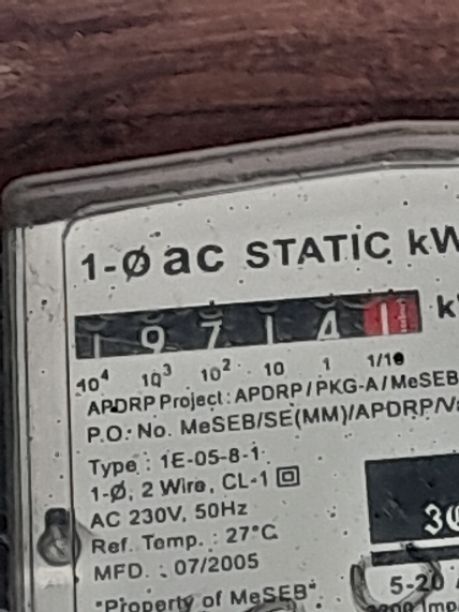 1-Ø ac STATIC kW
1 9 7 1 4 1
10⁴ 10³ 10² 10 1 1/10
APDRP Project : APDRP / PKG-A / MeSEB
P.O. No. MeSEB/SE(MM)/APDRP/Va
Type : 1E-05-8-1
1-Ø, 2 Wire, CL-1
AC 230V, 50Hz
Ref. Temp. : 27°C
MFD. : 07/2005
"Property of MeSEB"
5-20